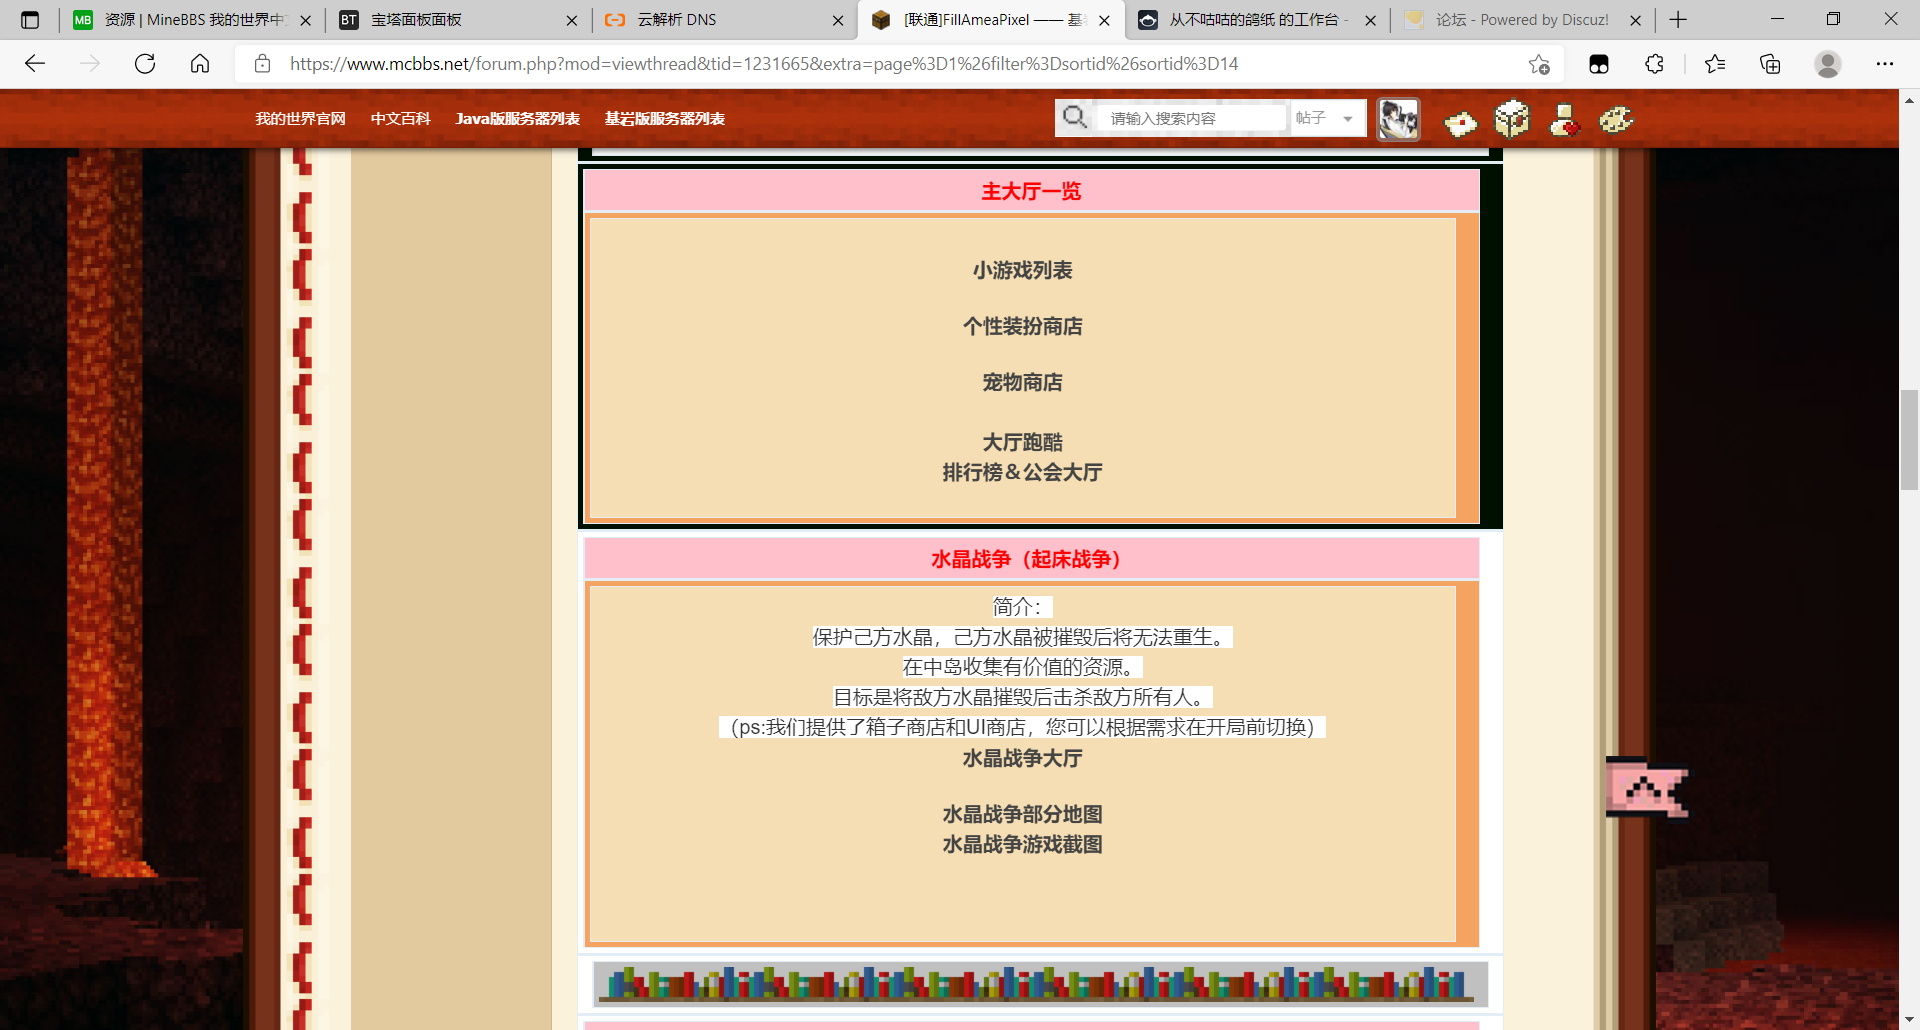 资源 | MineBBS 我的世界中
宝塔面板面板
云解析 DNS
[联通]FillAmeaPixel —— 基
从不咕咕的鸽纸 的工作台 -
论坛 - Powered by Discuz!
https://www.mcbbs.net/forum.php?mod=viewthread&tid=1231665&extra=page%3D1%26filter%3Dsortid%26sortid%3D14
我的世界官网 中文百科 Java版服务器列表 基岩版服务器列表
请输入搜索内容 帖子
主大厅一览
小游戏列表
个性装扮商店
宠物商店
大厅跑酷
排行榜＆公会大厅
水晶战争（起床战争）
简介：
保护己方水晶，己方水晶被摧毁后将无法重生。
在中岛收集有价值的资源。
目标是将敌方水晶摧毁后击杀敌方所有人。
（ps:我们提供了箱子商店和UI商店，您可以根据需求在开局前切换）
水晶战争大厅
水晶战争部分地图
水晶战争游戏截图